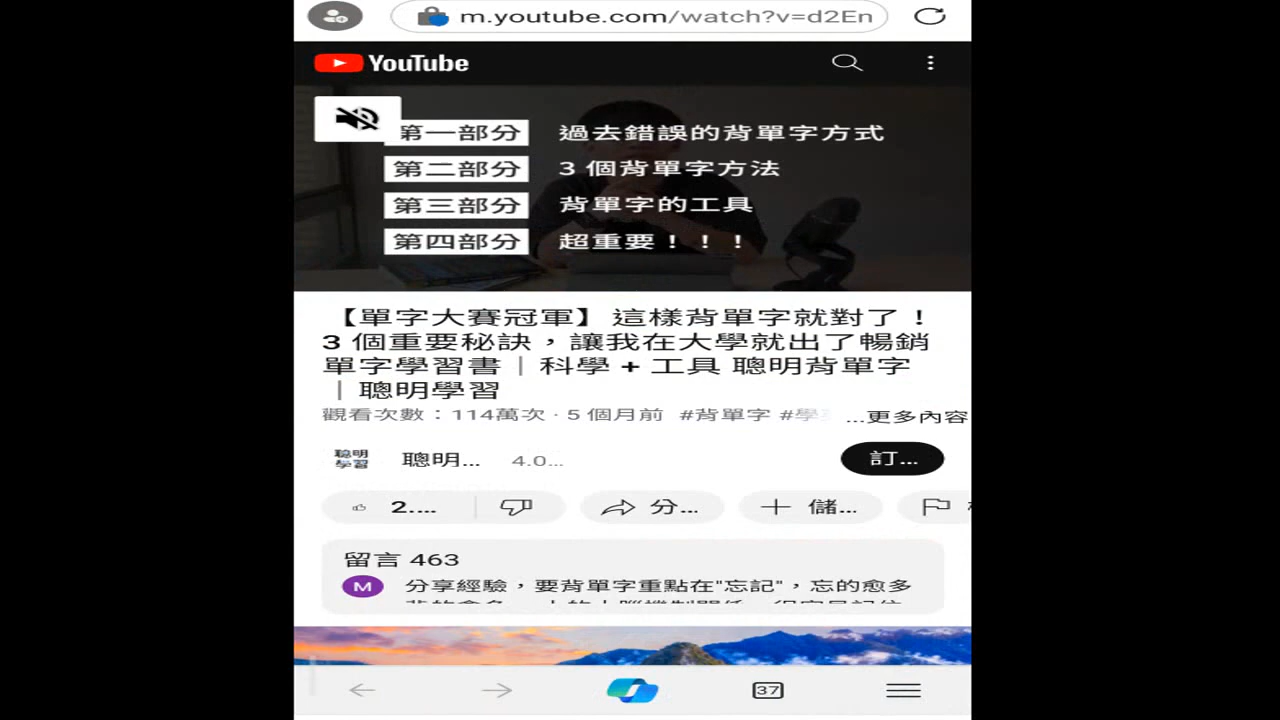 m.youtube.com/watch?v=d2En
YouTube
第一部分 過去錯誤的背單字方式
第二部分 3 個背單字方法
第三部分 背單字的工具
第四部分 超重要！！！
【單字大賽冠軍】 這樣背單字就對了！
3 個重要秘訣，讓我在大學就出了暢銷
單字學習書｜科學 + 工具 聰明背單字
｜聰明學習
觀看次數：114萬次 · 5 個月前 #背單字 #學 ...更多內容
聰明
學習
聰明... 4.0... 訂...
2.... 分... 儲...
留言 463
M 分享經驗，要背單字重點在"忘記"，忘的愈多
37